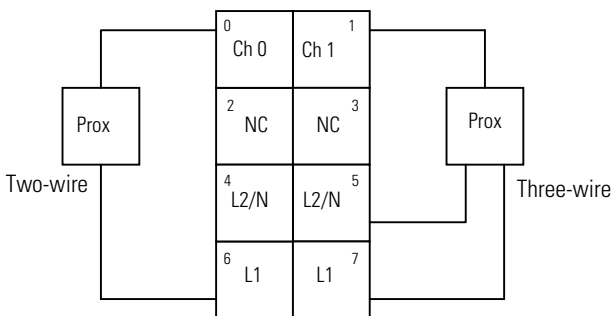 0 1
Ch 0 Ch 1
Prox 2 NC NC 3 Prox
Two-wire 4 L2/N L2/N 5 Three-wire
6 L1 L1 7